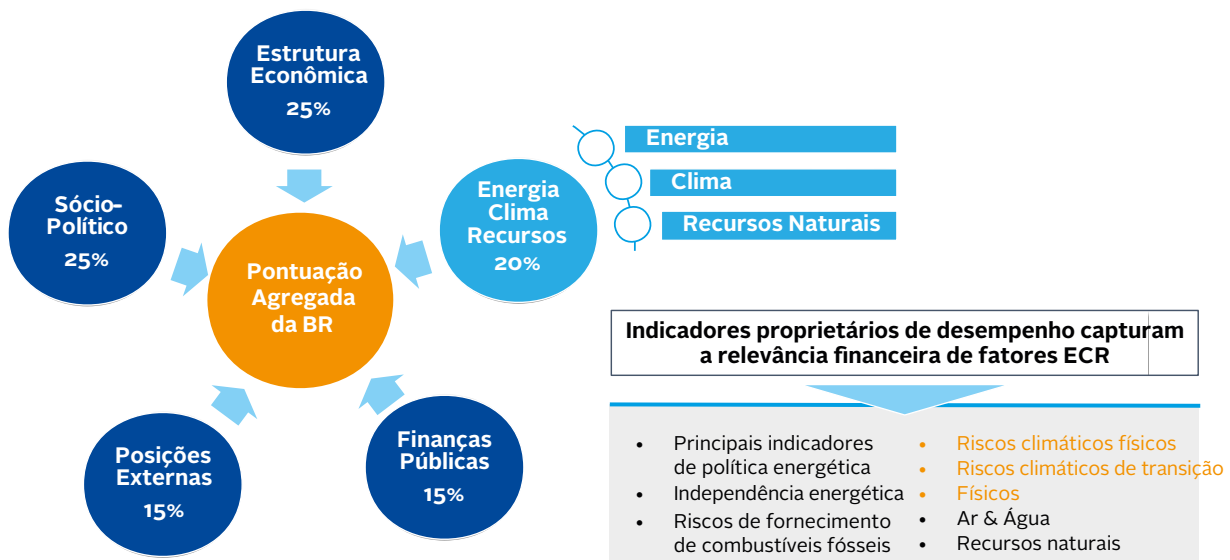 Estrutura
Econômica
25%
Sócio-
Político
25%
Energia
Clima
Recursos
20%
Pontuação
Agregada
da BR
Posições
Externas
15%
Finanças
Públicas
15%
Energia
Clima
Recursos Naturais
Indicadores proprietários de desempenho capturam
a relevância financeira de fatores ECR
• Principais indicadores
de política energética
• Independência energética
• Riscos de fornecimento
de combustíveis fósseis
• Riscos climáticos físicos
• Riscos climáticos de transição
• Físicos
• Ar & Água
• Recursos naturais